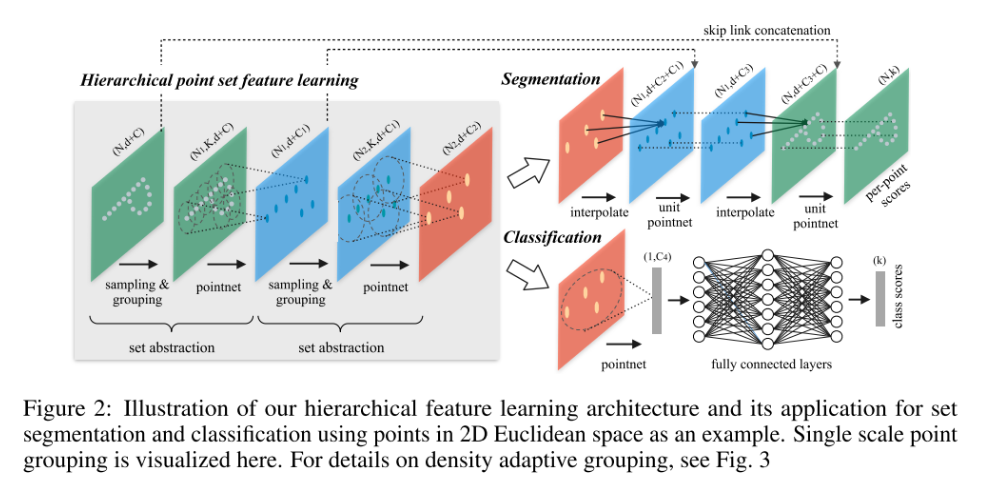 skip link concatenation
Hierarchical point set feature learning
(N,d+C)
(N1,K,d+C)
(N1,d+C1)
(N2,K,d+C1)
(N2,d+C2)
sampling &
grouping
pointnet
sampling &
grouping
pointnet
set abstraction
set abstraction
Segmentation
(N1,d+C2+C1)
(N1,d+C3)
(N,d+C3+C)
(N,k)
interpolate
unit
pointnet
interpolate
unit
pointnet
per-point
scores
Classification
(1,C4)
(k)
pointnet
fully connected layers
class scores
Figure 2: Illustration of our hierarchical feature learning architecture and its application for set
segmentation and classification using points in 2D Euclidean space as an example. Single scale point
grouping is visualized here. For details on density adaptive grouping, see Fig. 3